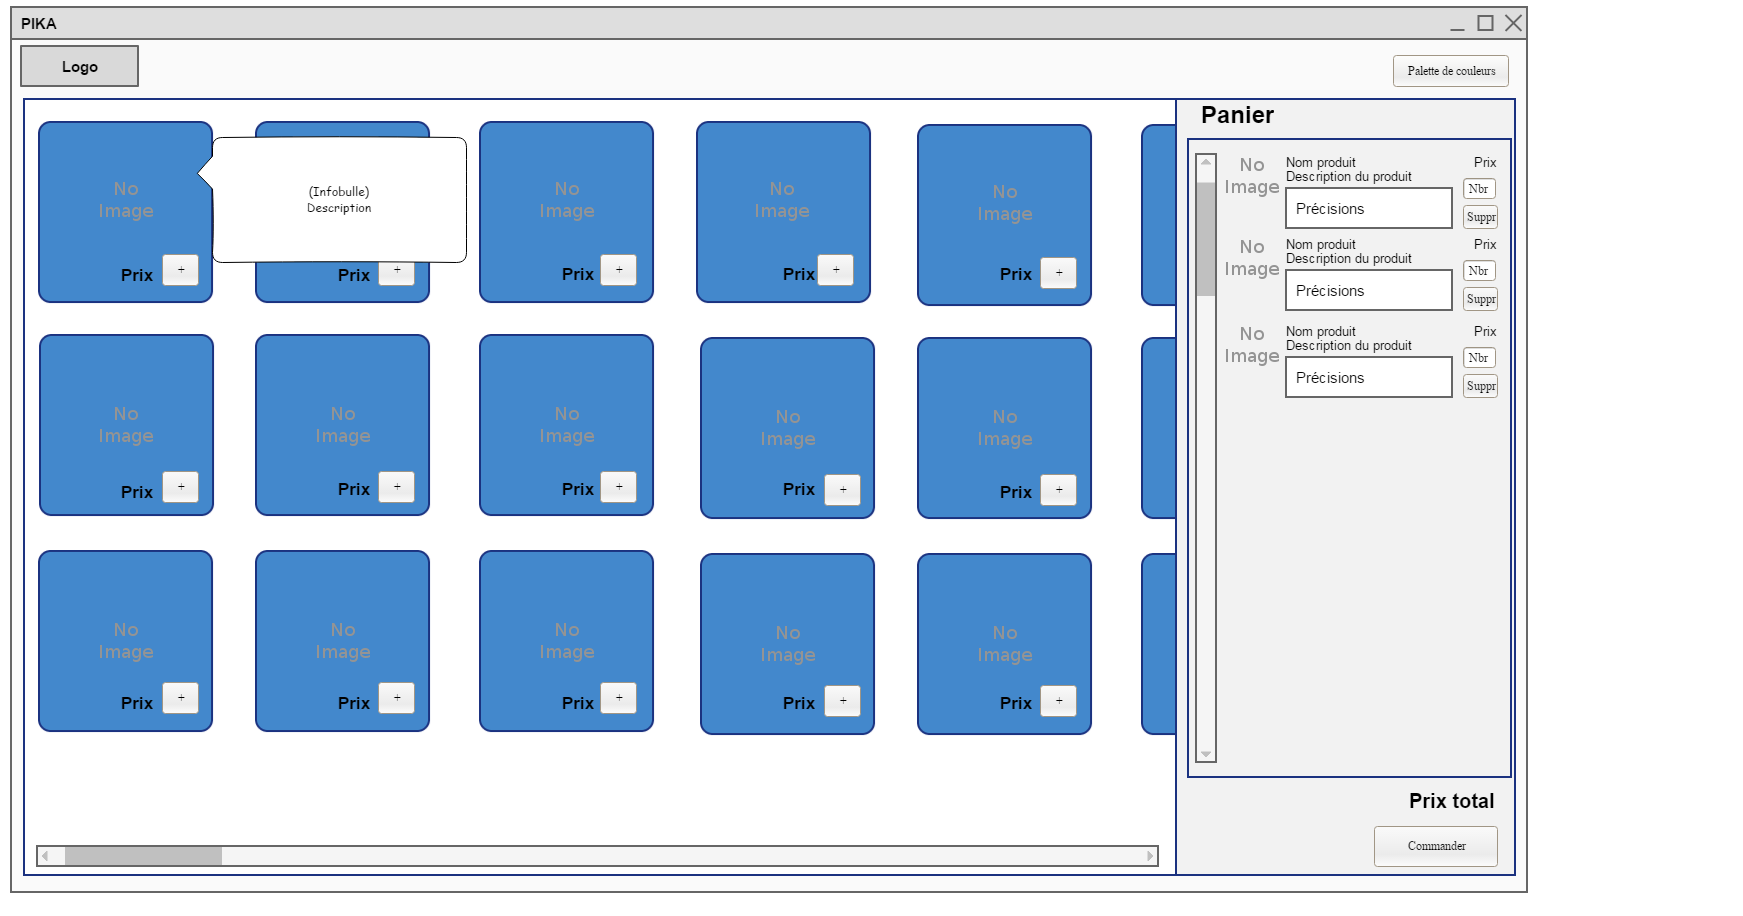 PIKA
Logo
Palette de couleurs
No
Image
Prix
+
(Infobulle)
Description
Prix
+
No
Image
Prix
+
No
Image
Prix
+
No
Image
Prix
+
No
Image
Prix
+
No
Image
Prix
+
No
Image
Prix
+
No
Image
Prix
+
No
Image
Prix
+
No
Image
Prix
+
No
Image
Prix
+
No
Image
Prix
+
No
Image
Prix
+
No
Image
Prix
+
Panier
No
Image
Nom produit
Description du produit
Précisions
Prix
Nbr
Suppr
No
Image
Nom produit
Description du produit
Précisions
Prix
Nbr
Suppr
No
Image
Nom produit
Description du produit
Précisions
Prix
Nbr
Suppr
Prix total
Commander